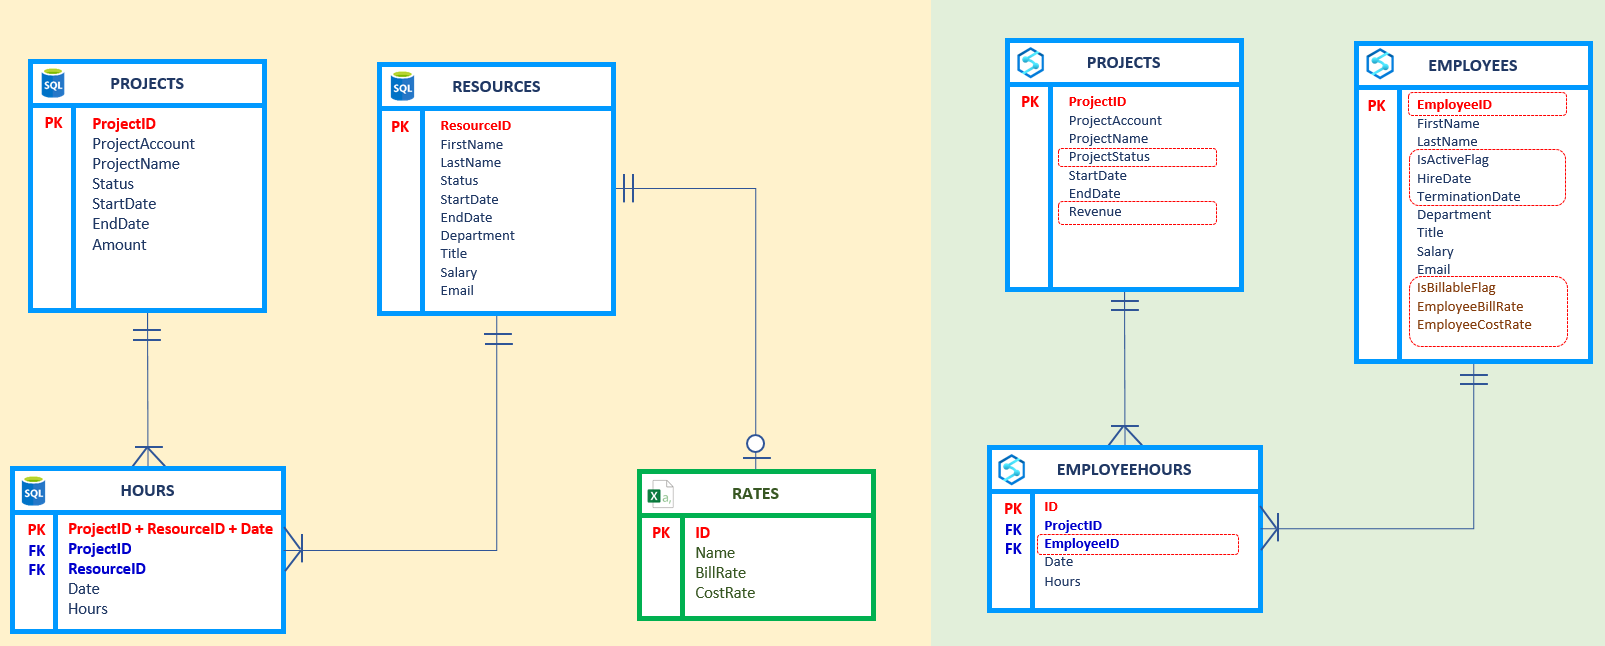 SQL
PROJECTS
PK
ProjectID
ProjectAccount
ProjectName
Status
StartDate
EndDate
Amount
SQL
RESOURCES
PK
ResourceID
FirstName
LastName
Status
StartDate
EndDate
Department
Title
Salary
Email
SQL
HOURS
PK ProjectID + ResourceID + Date
FK ProjectID
FK ResourceID
Date
Hours
X a,
RATES
PK ID
Name
BillRate
CostRate
PROJECTS
PK ProjectID
ProjectAccount
ProjectName
ProjectStatus
StartDate
EndDate
Revenue
EMPLOYEES
PK EmployeeID
FirstName
LastName
IsActiveFlag
HireDate
TerminationDate
Department
Title
Salary
Email
IsBillableFlag
EmployeeBillRate
EmployeeCostRate
EMPLOYEEHOURS
PK ID
FK ProjectID
FK EmployeeID
Date
Hours